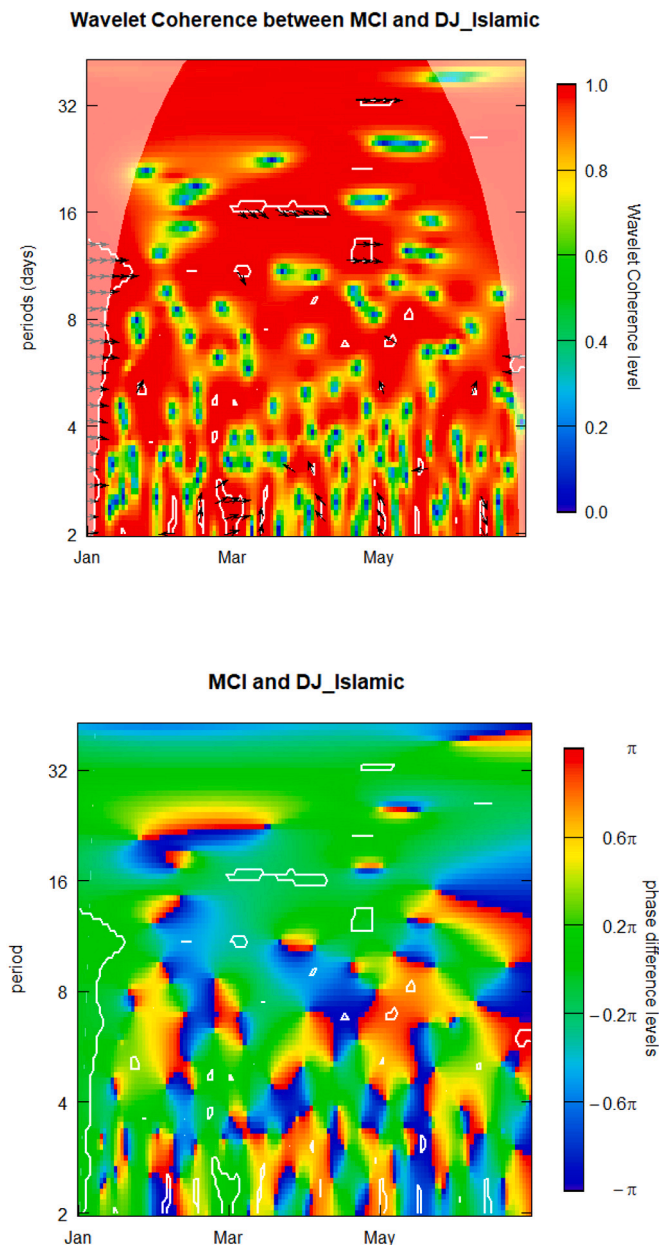 Wavelet Coherence between MCI and DJ_Islamic
32
16
8
4
2
periods (days)
Jan
Mar
May
1.0
0.8
0.6
0.4
0.2
0.0
Wavelet Coherence level
MCI and DJ_Islamic
32
16
8
4
2
period
Jan
Mar
May
π
0.6π
0.2π
−0.2π
−0.6π
−π
phase difference levels